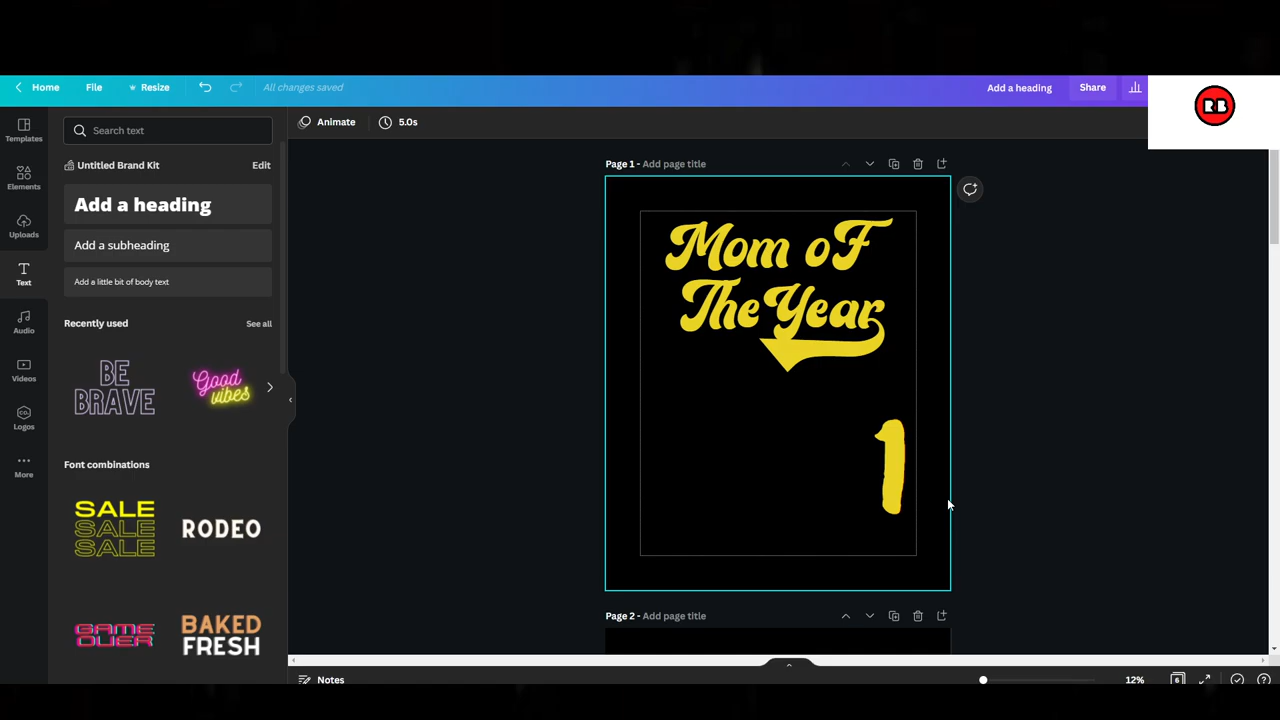 Home File Resize All changes saved Add a heading Share
RB
Templates
Elements
Uploads
Text
Audio
Videos
CO.
Logos
More
Search text
Untitled Brand Kit Edit
Add a heading
Add a subheading
Add a little bit of body text
Recently used See all
BE
BRAVE
Good
vibes
Font combinations
SALE
SALE
SALE
RODEO
GAME
OVER
BAKED
FRESH
Animate 5.0s
Page 1 - Add page title
Mom oF
The Year
1
Page 2 - Add page title
Notes 12% 6